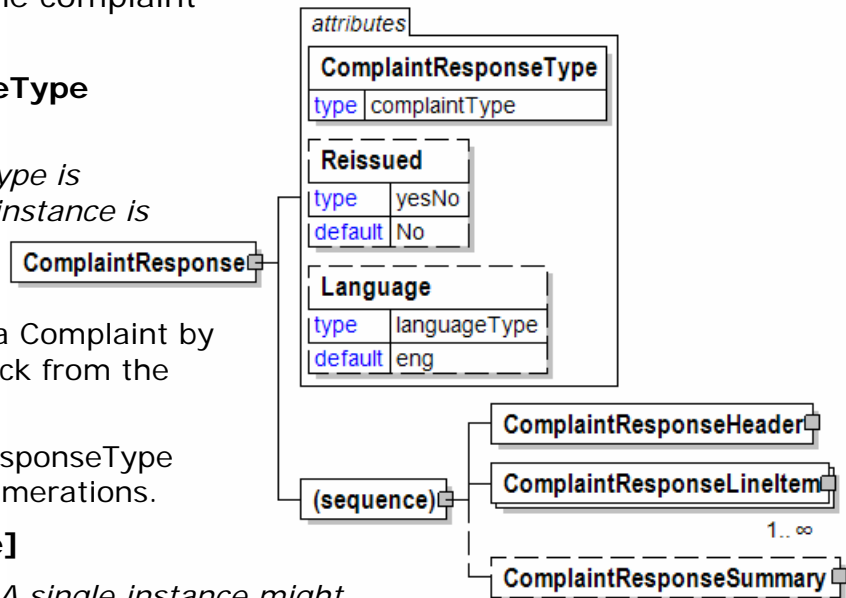 ne complaint
eType
ype is
instance is
a Complaint by
ck from the
sponseType
merations.
e]
A single instance might
ComplaintResponse
attributes
ComplaintResponseType
type complaintType
Reissued
type yesNo
default No
Language
type languageType
default eng
(sequence)
ComplaintResponseHeader
ComplaintResponseLineItem
1.. ∞
ComplaintResponseSummary